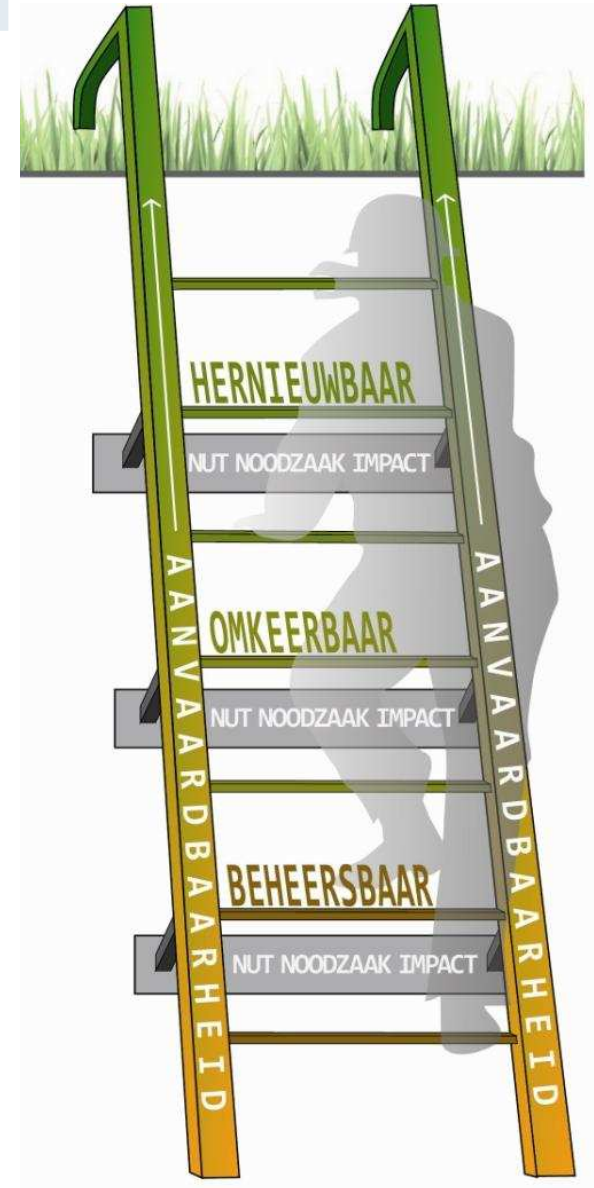 HERNIEUWBAAR
NUT NOODZAAK IMPACT
OMKEERBAAR
NUT NOODZAAK IMPACT
BEHEERSBAAR
NUT NOODZAAK IMPACT
AANVAARDBAARHEID
AANVAARDBAARHEID